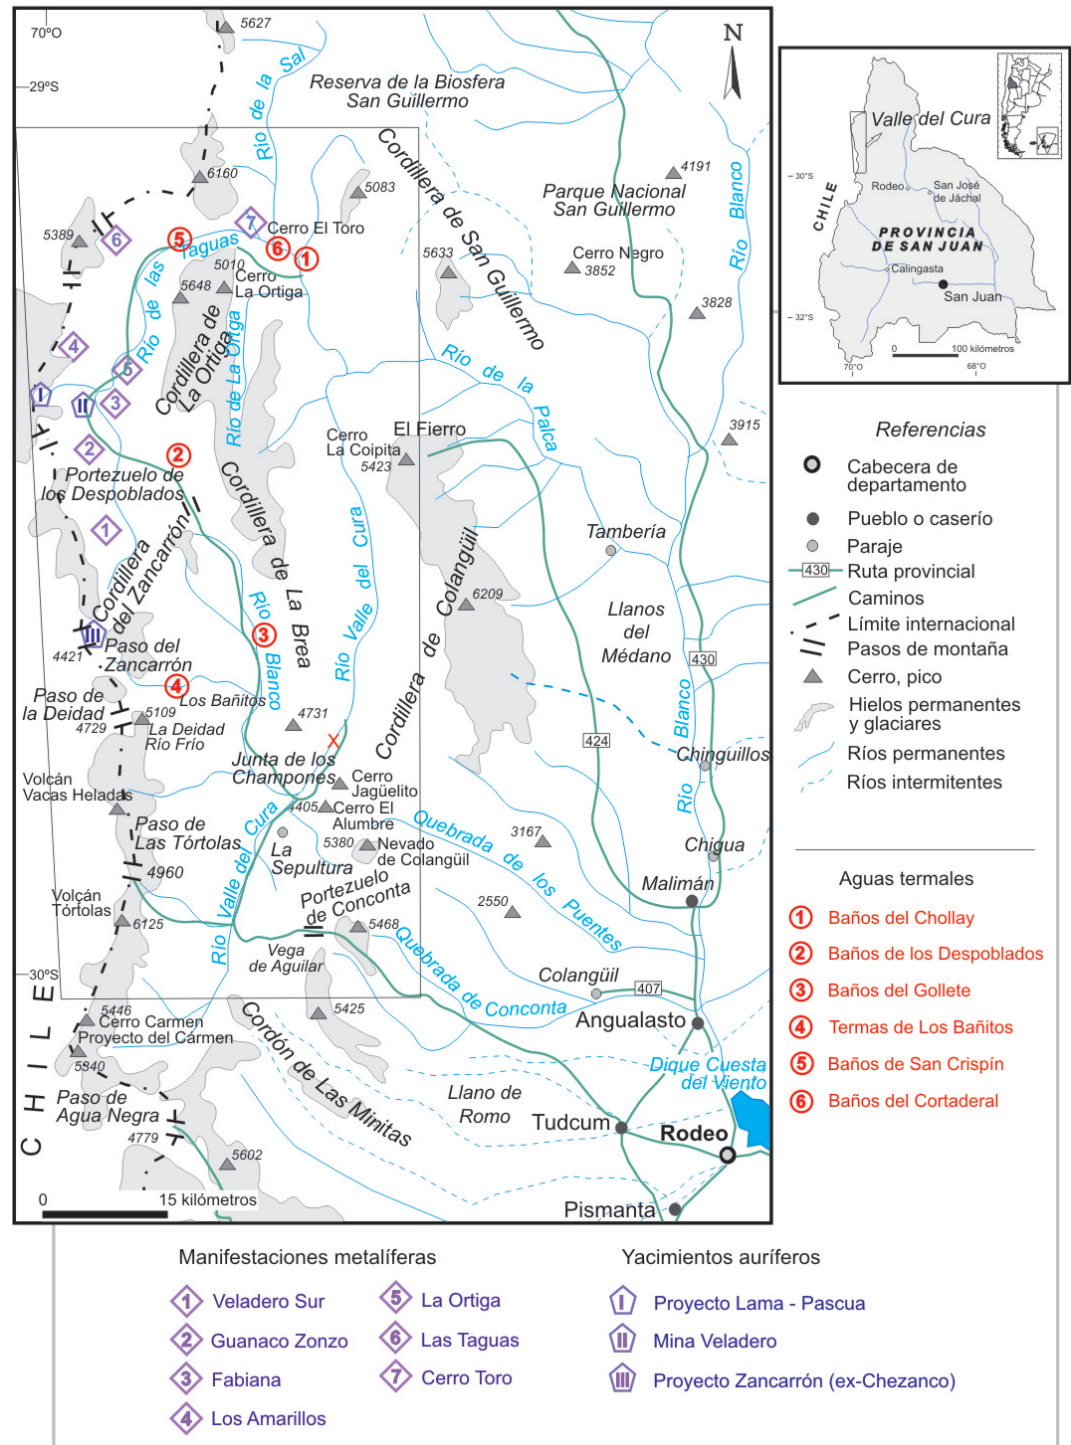 70°O
5627
N
29°S
Río de la Sal
Reserva de la Biosfera
San Guillermo
Cordillera de San Guillermo
6160
5083
4191
Parque Nacional
San Guillermo
Río Blanco
7
Cerro El Toro
5389
6
5
6
1
Río de las Taguas
5010
Cerro
La Ortiga
5648
5633
Cerro Negro
3852
3828
4
Cordillera de
La Ortiga
Río de La Ortiga
5
I
II
3
Río de la Palca
3915
2
2
Cerro
La Coipita
5423
El Fierro
Portezuelo de
los Despoblados
Cordillera de La Brea
1
Río Valle del Cura
Tambería
Cordillera
del Zancarrón
Cordillera de Colangüil
6209
Llanos
del
Médano
III
3
Río Blanco
4421
Paso del
Zancarrón
430
4
Los Bañitos
Paso de
la Deidad
4729
5109
La Deidad
Río Frío
4731
X
424
Río Blanco
Chinguillos
Junta de los
Champones
Volcán
Vacas Heladas
Cerro
Jagüelito
4405
Cerro El
Alumbre
Paso de
Las Tórtolas
Río Valle del Cura
La
Sepultura
5380
Nevado
de Colangüil
Quebrada de los Puentes
3167
Chigua
4960
Malimán
Volcán
Tórtolas
6125
Portezuelo
de Conconta
2550
5468
Vega
de Aguilar
Quebrada de Conconta
Colangüil
407
30°S
CHILE
5446
Cerro Carmen
Proyecto del Carmen
5840
5425
Angualasto
Cordón de Las Minitas
Dique Cuesta
del Viento
Paso de
Agua Negra
4779
Llano de
Romo
Tudcum
Rodeo
5602
Pismanta
0
15 kilómetros
Valle del Cura
30°S
Rodeo
San José
de Jáchal
CHILE
PROVINCIA
DE SAN JUAN
Calingasta
San Juan
32°S
0
100 kilómetros
70°O
68°O
Referencias
Cabecera de
departamento
Pueblo o caserío
Paraje
430 Ruta provincial
Caminos
Límite internacional
Pasos de montaña
Cerro, pico
Hielos permanentes
y glaciares
Ríos permanentes
Ríos intermitentes
Aguas termales
1 Baños del Chollay
2 Baños de los Despoblados
3 Baños del Gollete
4 Termas de Los Bañitos
5 Baños de San Crispín
6 Baños del Cortaderal
Manifestaciones metalíferas
1 Veladero Sur
2 Guanaco Zonzo
3 Fabiana
4 Los Amarillos
5 La Ortiga
6 Las Taguas
7 Cerro Toro
Yacimientos auríferos
I Proyecto Lama - Pascua
II Mina Veladero
III Proyecto Zancarrón (ex-Chezanco)